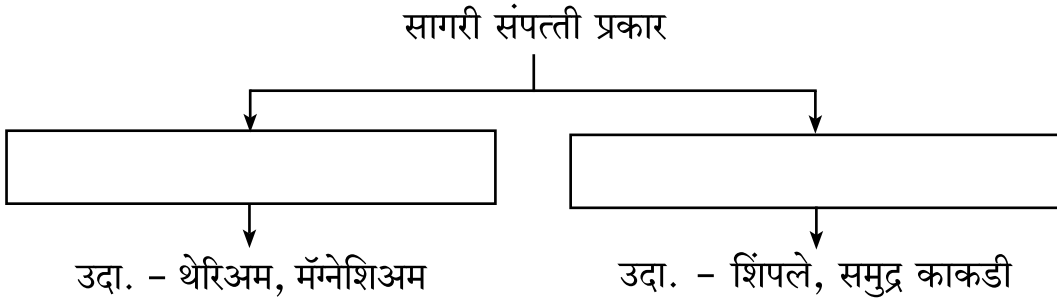 सागरी संपत्ती प्रकार
उदा. – थेरिअम, मॅग्नेशिअम
उदा. – शिंपले, समुद्र काकडी